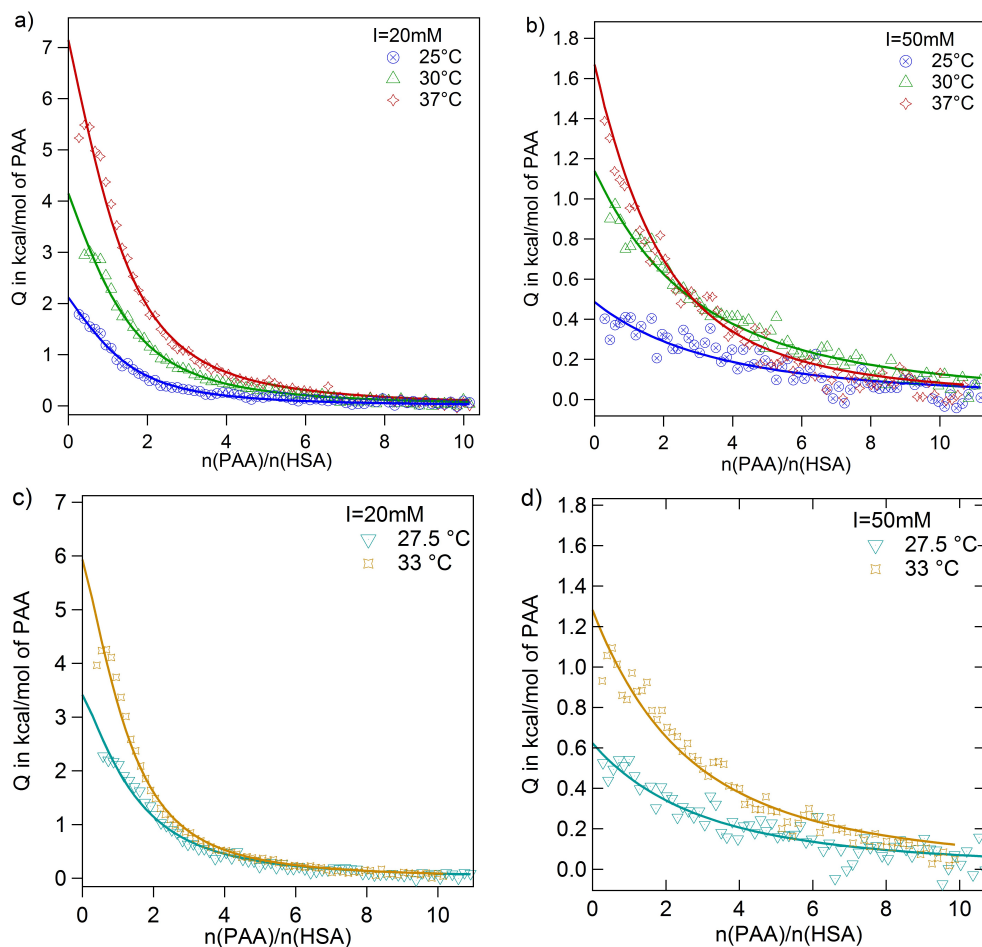 a)
I=20mM
25°C
30°C
37°C
Q in kcal/mol of PAA
7
6
5
4
3
2
1
0
0 2 4 6 8 10
n(PAA)/n(HSA)
b)
I=50mM
25°C
30°C
37°C
Q in kcal/mol of PAA
1.8
1.6
1.4
1.2
1.0
0.8
0.6
0.4
0.2
0.0
0 2 4 6 8 10
n(PAA)/n(HSA)
c)
I=20mM
27.5 °C
33 °C
Q in kcal/mol of PAA
7
6
5
4
3
2
1
0
0 2 4 6 8 10
n(PAA)/n(HSA)
d)
I=50mM
27.5 °C
33 °C
Q in kcal/mol of PAA
1.8
1.6
1.4
1.2
1.0
0.8
0.6
0.4
0.2
0.0
0 2 4 6 8 10
n(PAA)/n(HSA)